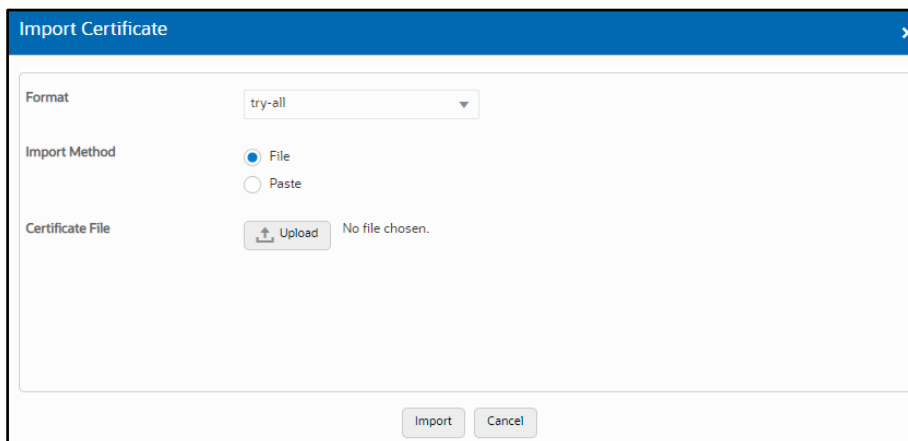 Import Certificate
Format
try-all
Import Method
File
Paste
Certificate File
Upload No file chosen.
Import Cancel